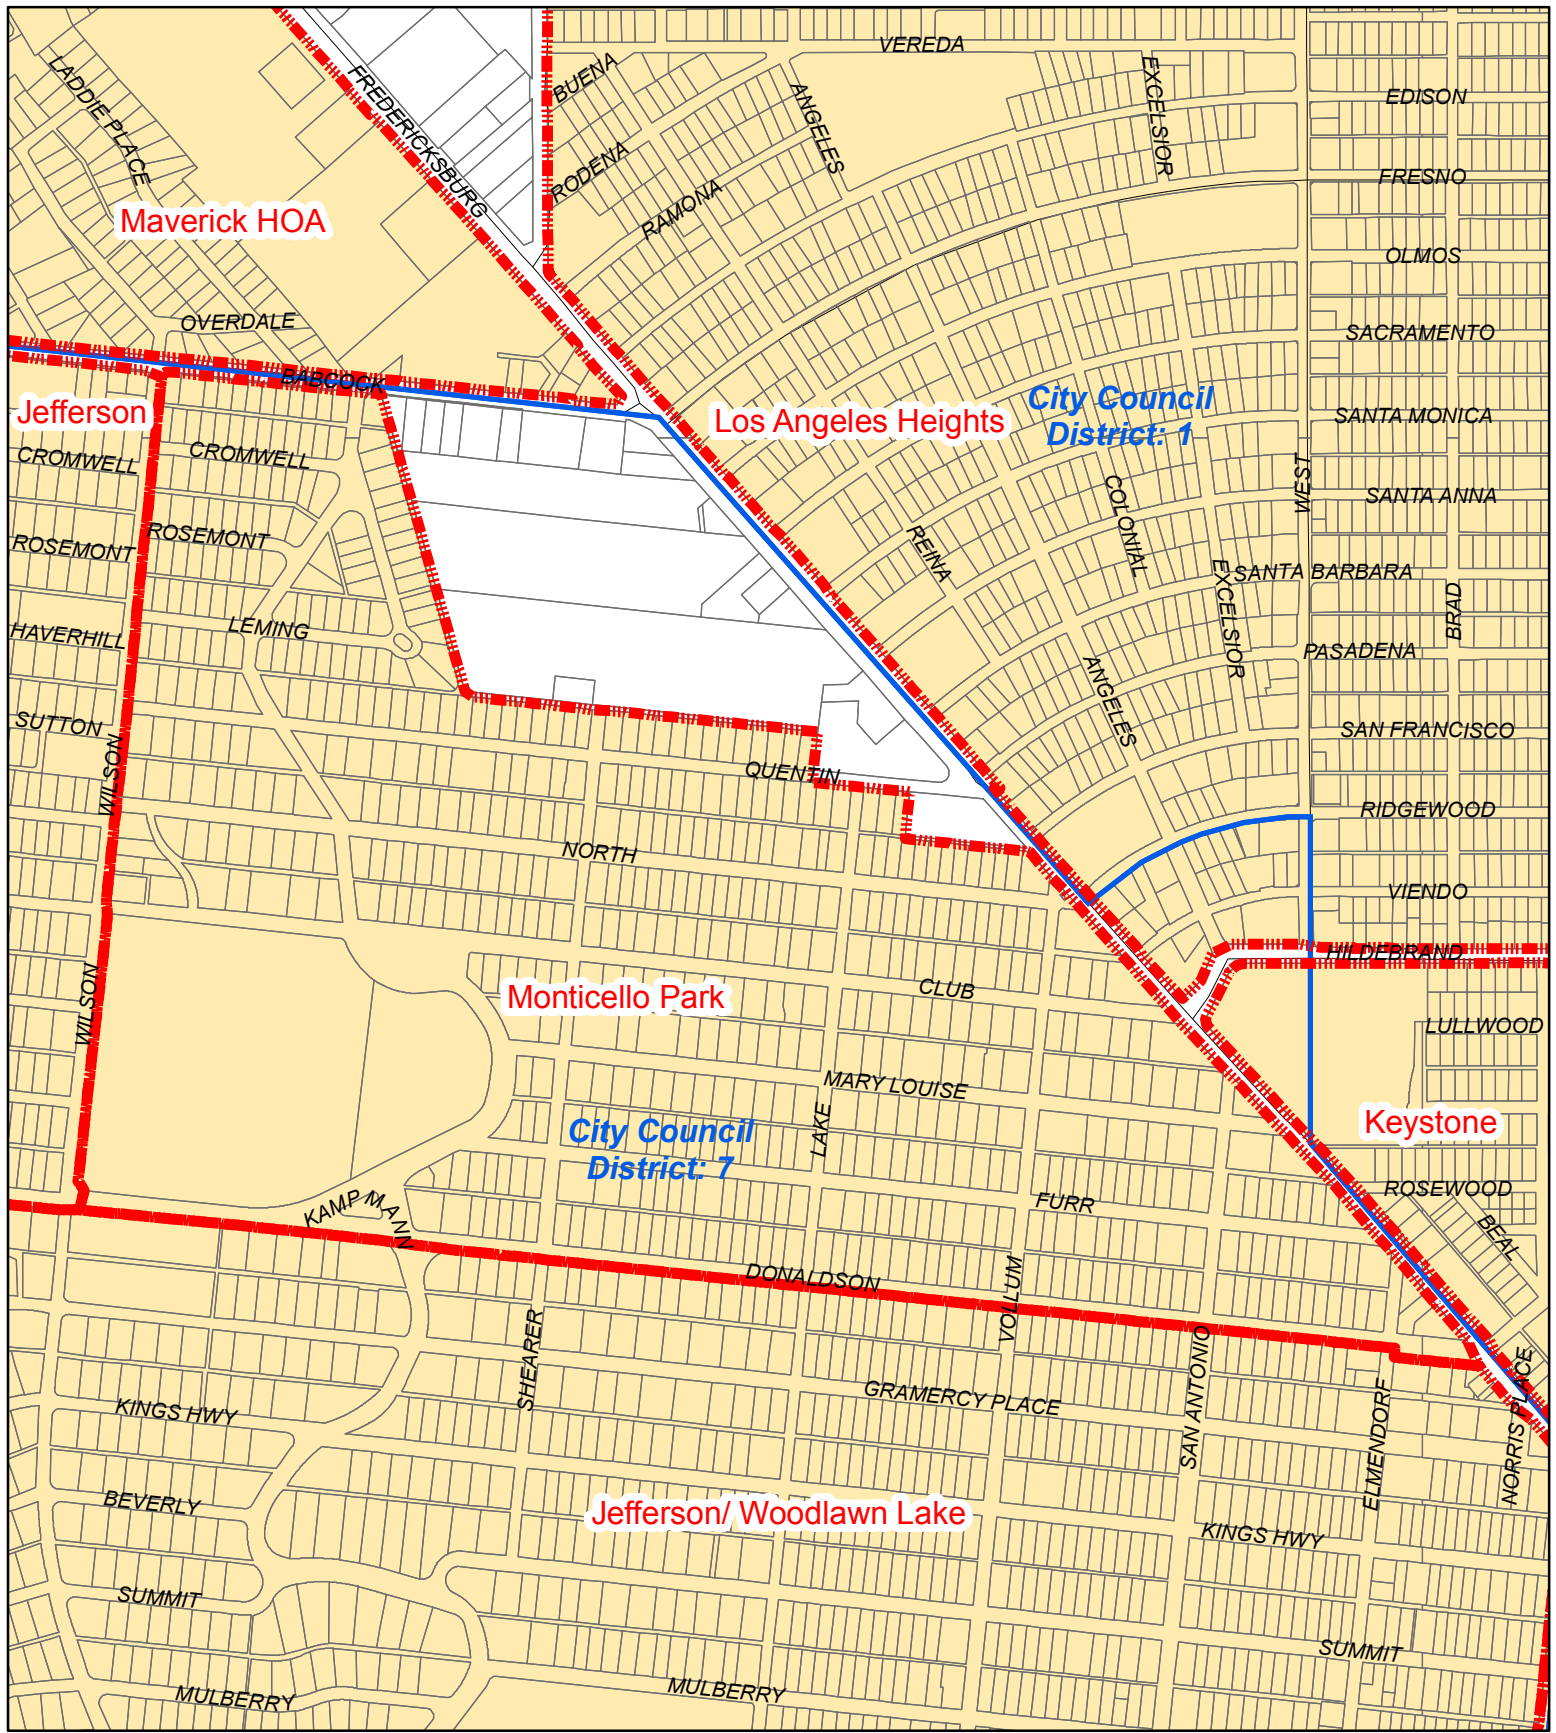 VEREDA
BUENA
LADDIE PLACE
FREDERICKSBURG
ANGELES
EXCELSIOR
EDISON
RODENA
FRESNO
RAMONA
Maverick HOA
OLMOS
OVERDALE
SACRAMENTO
BABCOCK
Jefferson
Los Angeles Heights
City Council
District: 1
SANTA MONICA
CROMWELL
CROMWELL
WEST
SANTA ANNA
COLONIAL
ROSEMONT
ROSEMONT
REINA
SANTA BARBARA
EXCELSIOR
BRAD
HAVERHILL
LEMING
PASADENA
ANGELES
SUTTON
SAN FRANCISCO
WILSON
QUENTIN
RIDGEWOOD
NORTH
VIENDO
HILDEBRAND
WILSON
Monticello Park
CLUB
LULLWOOD
MARY LOUISE
LAKE
City Council
District: 7
Keystone
ROSEWOOD
KAMPMANN
FURR
BEAL
DONALDSON
VOLLUM
SHEARER
SAN ANTONIO
GRAMERCY PLACE
ELMENDORF
NORRIS PLACE
KINGS HWY
BEVERLY
Jefferson/ Woodlawn Lake
KINGS HWY
SUMMIT
SUMMIT
MULBERRY
MULBERRY